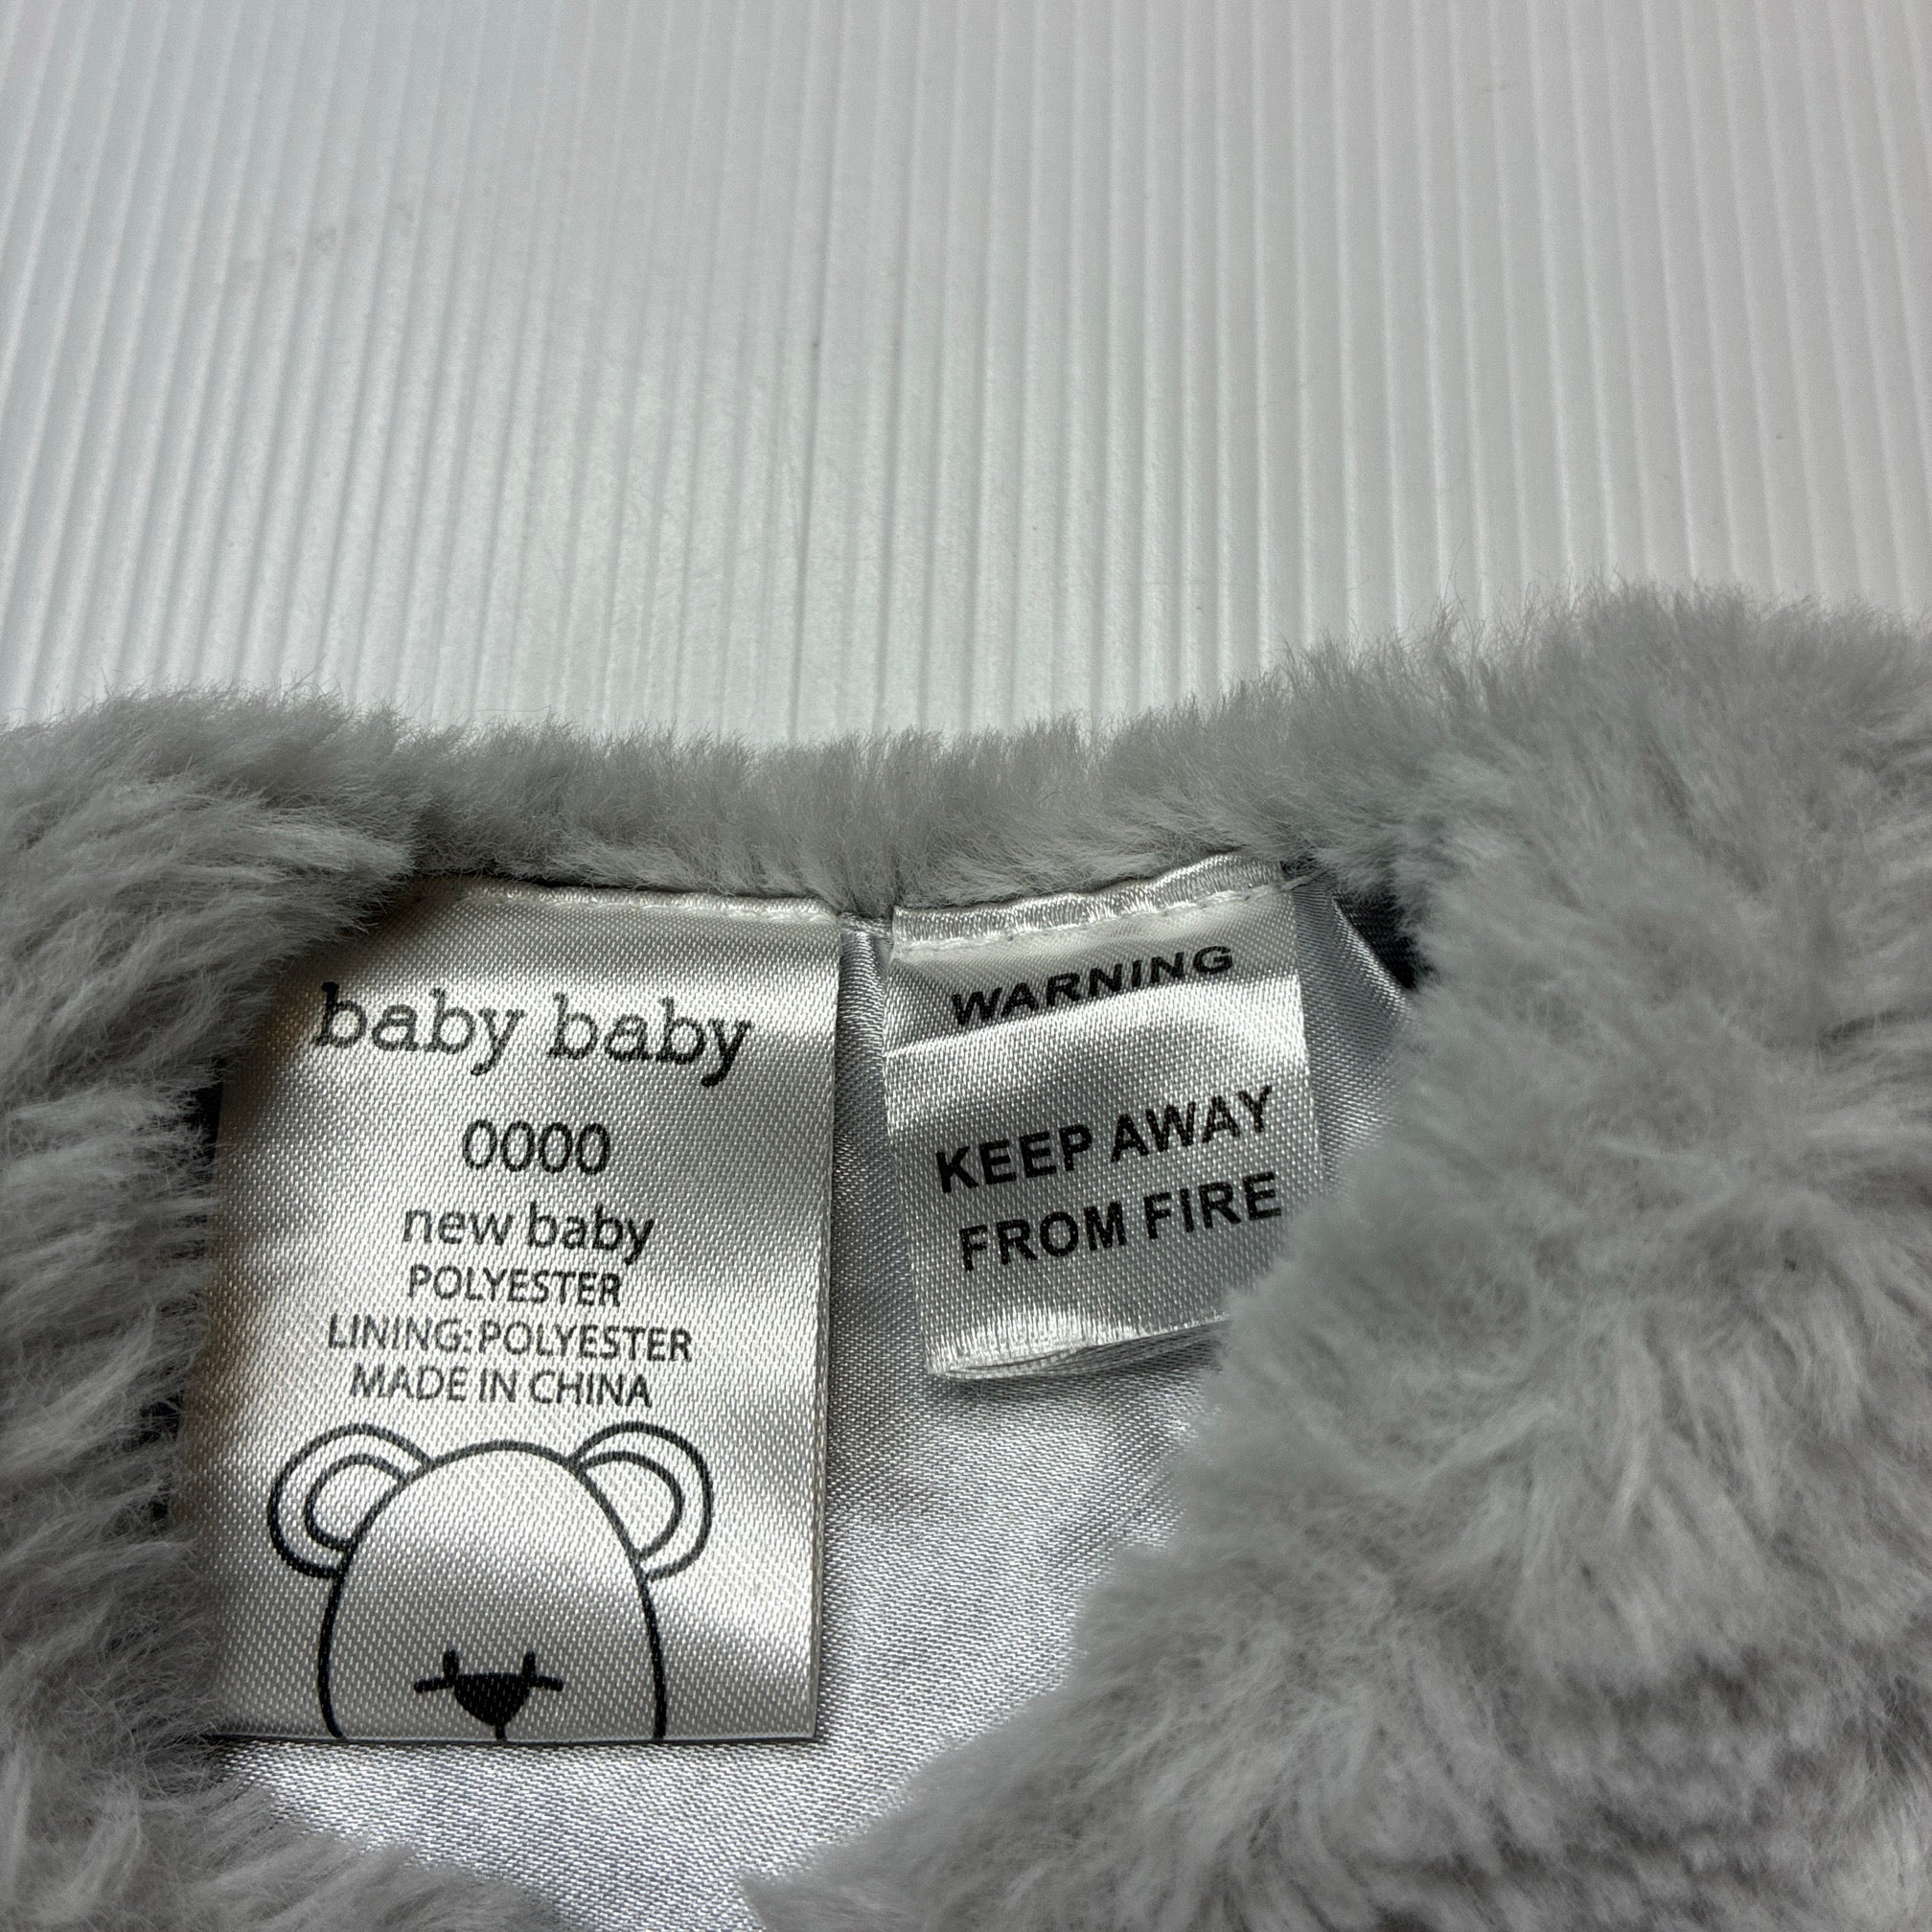 baby baby
0000
new baby
POLYESTER
LINING:POLYESTER
MADE IN CHINA
WARNING
KEEP AWAY
FROM FIRE